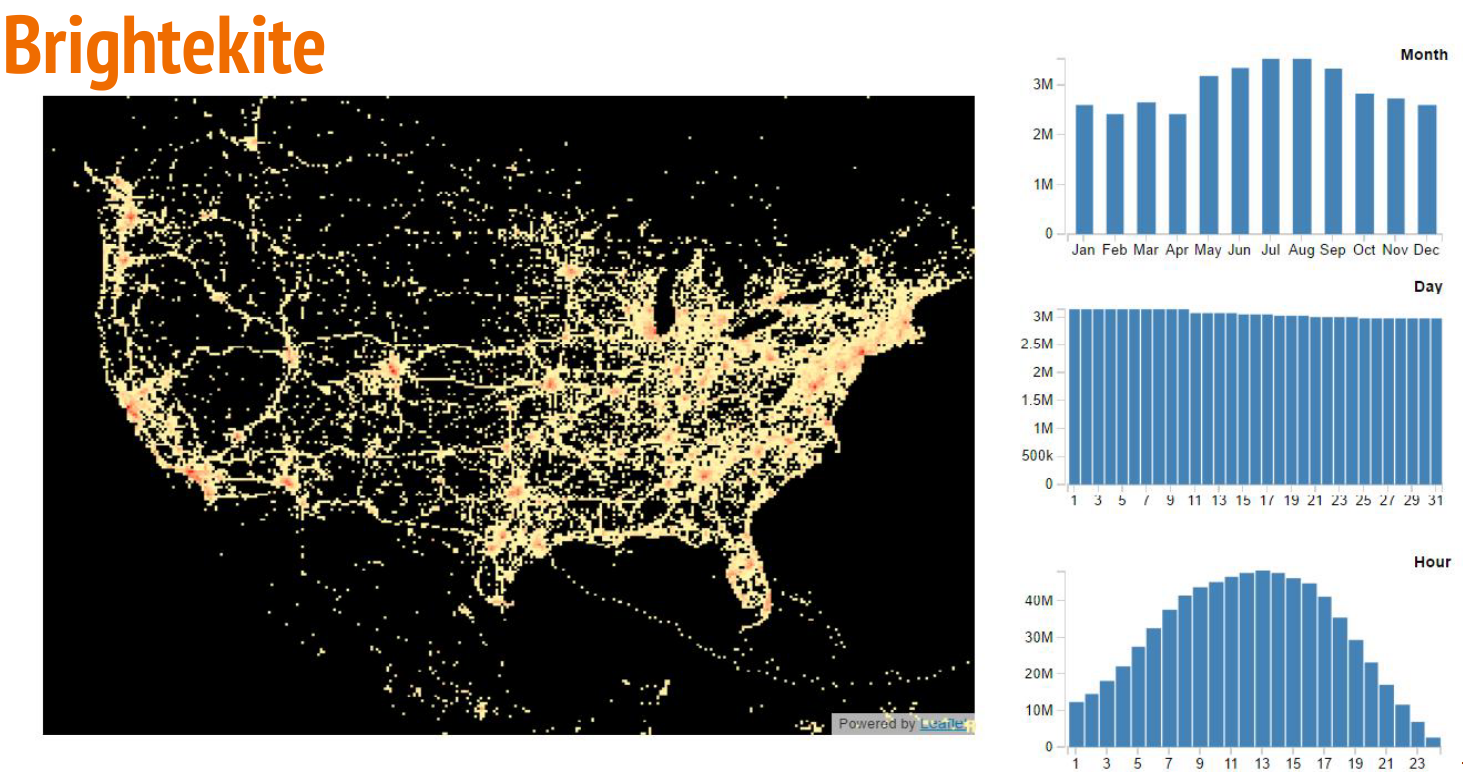 Brightekite
Powered by Leaflet
Month
3M
2M
1M
0
Jan Feb Mar Apr May Jun Jul Aug Sep Oct Nov Dec
Day
3M
2.5M
2M
1.5M
1M
500k
0
1 3 5 7 9 11 13 15 17 19 21 23 25 27 29 31
Hour
40M
30M
20M
10M
0
1 3 5 7 9 11 13 15 17 19 21 23